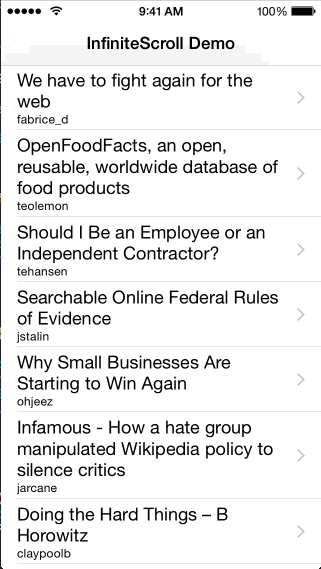 9:41 AM
100%
InfiniteScroll Demo
We have to fight again for the
web
fabrice_d
OpenFoodFacts, an open,
reusable, worldwide database of
food products
teolemon
Should I Be an Employee or an
Independent Contractor?
tehansen
Searchable Online Federal Rules
of Evidence
jstalin
Why Small Businesses Are
Starting to Win Again
ohjeez
Infamous - How a hate group
manipulated Wikipedia policy to
silence critics
jarcane
Doing the Hard Things – B
Horowitz
claypoolb